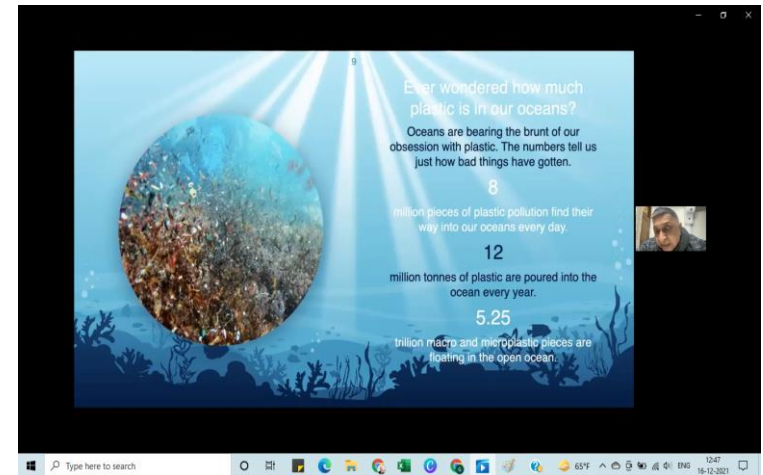 9
Ever wondered how much
plastic is in our oceans?
Oceans are bearing the brunt of our
obsession with plastic. The numbers tell us
just how bad things have gotten.
8
million pieces of plastic pollution find their
way into our oceans every day.
12
million tonnes of plastic are poured into the
ocean every year.
5.25
trillion macro and microplastic pieces are
floating in the open ocean.
Type here to search
65°F
ENG
12:47
16-12-2021